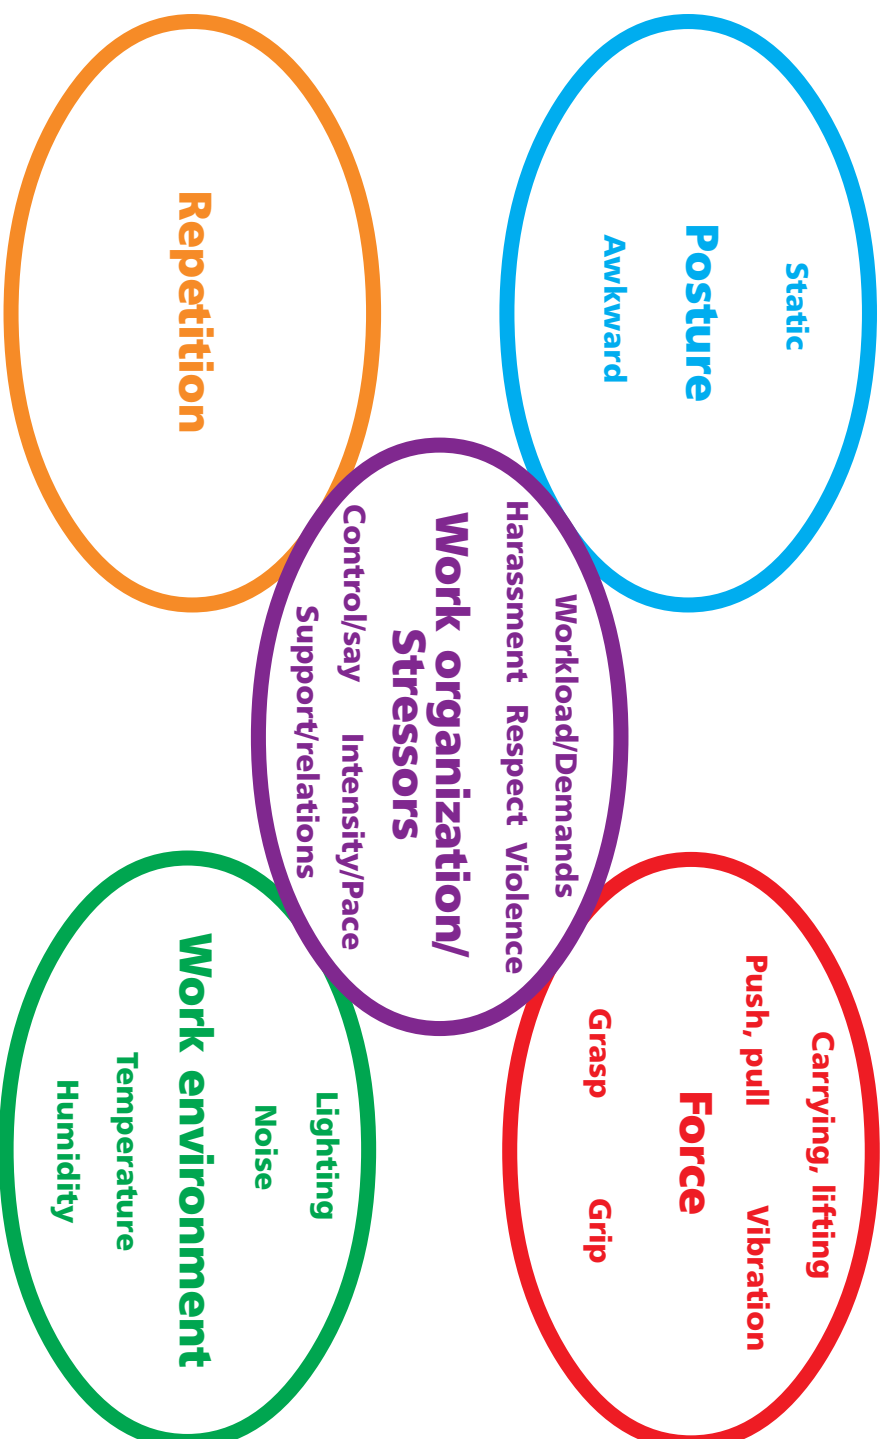 Static
Posture
Awkward
Carrying, lifting
Push, pull Vibration
Force
Grasp Grip
Workload/Demands
Harassment Respect Violence
Work organization/
Stressors
Control/say Intensity/Pace
Support/relations
Repetition
Lighting
Noise
Work environment
Temperature
Humidity